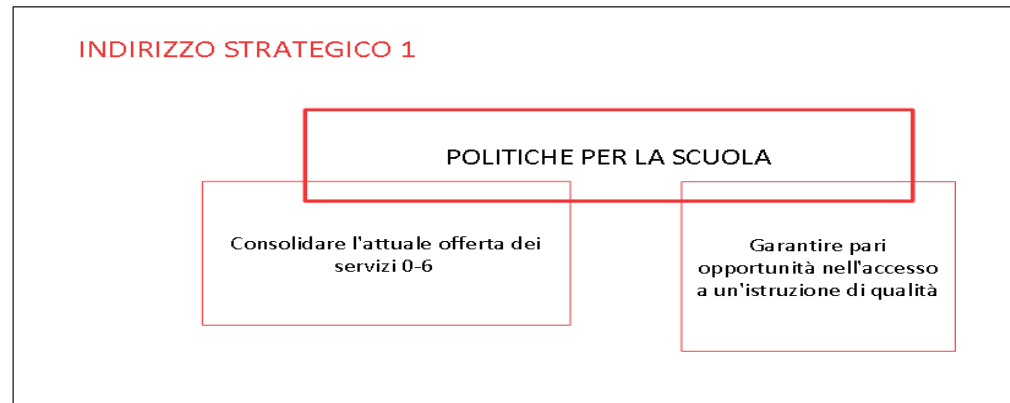 INDIRIZZO STRATEGICO 1
POLITICHE PER LA SCUOLA
Consolidare l'attuale offerta dei
servizi 0-6
Garantire pari
opportunità nell'accesso
a un'istruzione di qualità